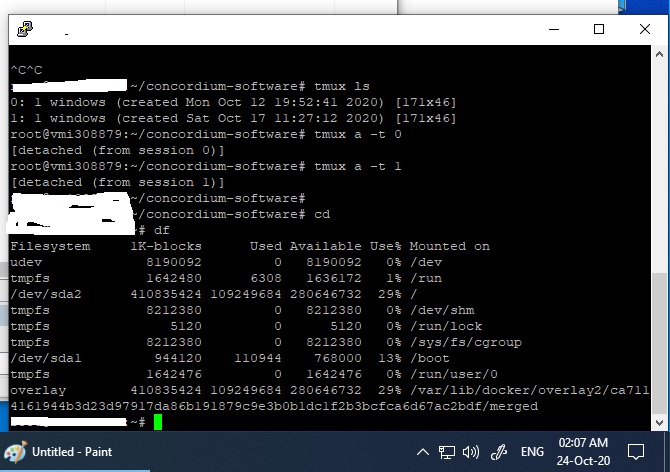 ^C^C
:~/concordium-software# tmux ls
0: 1 windows (created Mon Oct 12 19:52:41 2020) [171x46]
1: 1 windows (created Sat Oct 17 11:27:12 2020) [171x46]
root@vmi308879:~/concordium-software# tmux a -t 0
[detached (from session 0)]
root@vmi308879:~/concordium-software# tmux a -t 1
[detached (from session 1)]
:~/concordium-software#
:~/concordium-software# cd
~# df
Filesystem 1K-blocks Used Available Use% Mounted on
udev 8190092 0 8190092 0% /dev
tmpfs 1642480 6308 1636172 1% /run
/dev/sda2 410835424 109249684 280646732 29% /
tmpfs 8212380 0 8212380 0% /dev/shm
tmpfs 5120 0 5120 0% /run/lock
tmpfs 8212380 0 8212380 0% /sys/fs/cgroup
/dev/sda1 944120 110944 768000 13% /boot
tmpfs 1642476 0 1642476 0% /run/user/0
overlay 410835424 109249684 280646732 29% /var/lib/docker/overlay2/ca711
4161944b3d23d97917da86b191879c9e3b0b1dc1f2b3bcfca6d67ac2bdf/merged
:~#
Untitled - Paint
ENG
02:07 AM
24-Oct-20